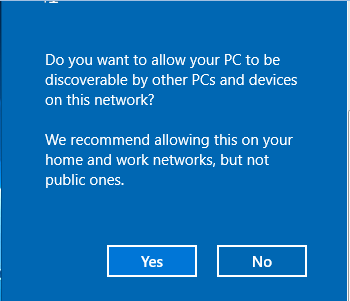 Do you want to allow your PC to be
discoverable by other PCs and devices
on this network?
We recommend allowing this on your
home and work networks, but not
public ones.
Yes
No